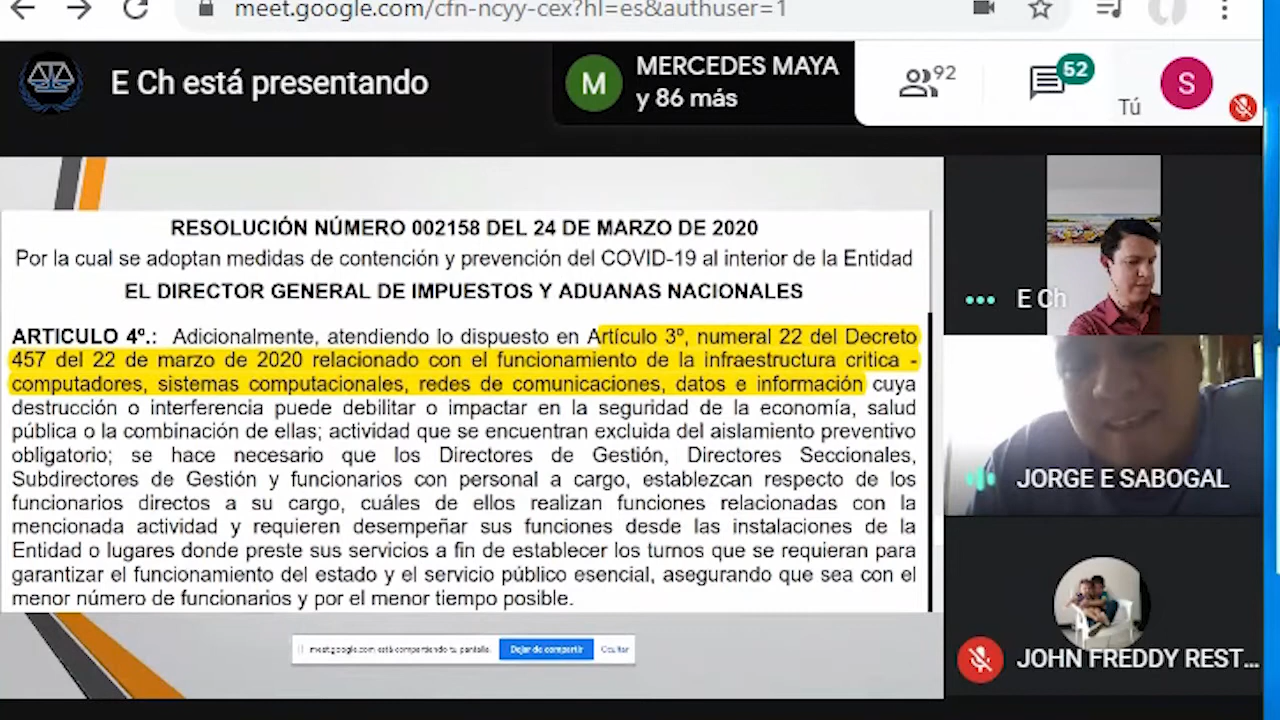 meet.google.com/cfn-ncyy-cex?hl=es&authuser=1
E Ch está presentando
M
MERCEDES MAYA
y 86 más
92
52
Tú
S
RESOLUCIÓN NÚMERO 002158 DEL 24 DE MARZO DE 2020
Por la cual se adoptan medidas de contención y prevención del COVID-19 al interior de la Entidad
EL DIRECTOR GENERAL DE IMPUESTOS Y ADUANAS NACIONALES
ARTICULO 4º.: Adicionalmente, atendiendo lo dispuesto en Artículo 3º, numeral 22 del Decreto
457 del 22 de marzo de 2020 relacionado con el funcionamiento de la infraestructura critica -
computadores, sistemas computacionales, redes de comunicaciones, datos e información cuya
destrucción o interferencia puede debilitar o impactar en la seguridad de la economía, salud
pública o la combinación de ellas; actividad que se encuentran excluida del aislamiento preventivo
obligatorio; se hace necesario que los Directores de Gestión, Directores Seccionales,
Subdirectores de Gestión y funcionarios con personal a cargo, establezcan respecto de los
funcionarios directos a su cargo, cuáles de ellos realizan funciones relacionadas con la
mencionada actividad y requieren desempeñar sus funciones desde las instalaciones de la
Entidad o lugares donde preste sus servicios a fin de establecer los turnos que se requieran para
garantizar el funcionamiento del estado y el servicio público esencial, asegurando que sea con el
menor número de funcionarios y por el menor tiempo posible.
meet.google.com está compartiendo tu pantalla.
Dejar de compartir
Ocultar
E Ch
JORGE E SABOGAL
JOHN FREDDY REST...